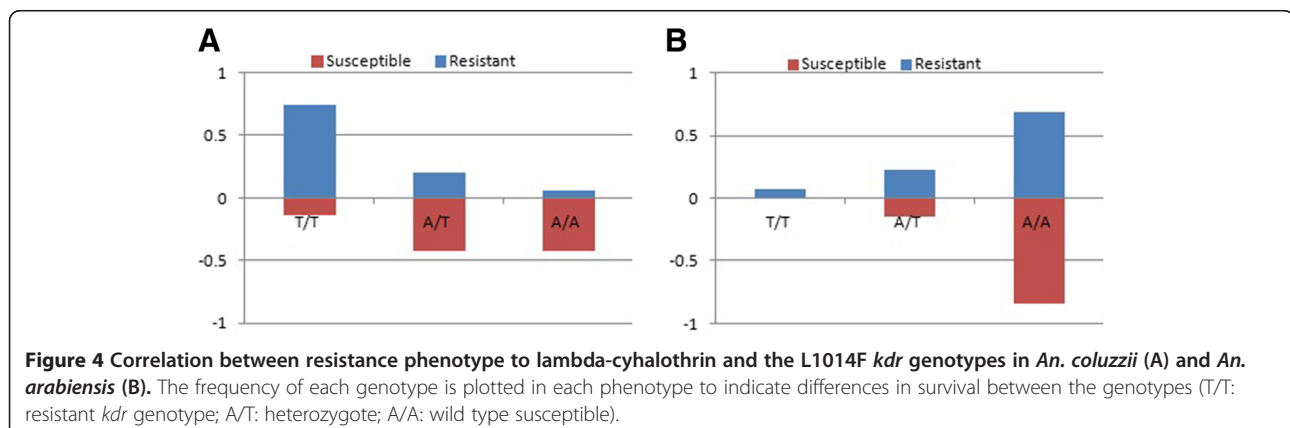 A
B
Susceptible Resistant
Susceptible Resistant
1
0.5
0
-0.5
-1
T/T A/T A/A
1
0.5
0
-0.5
-1
T/T A/T A/A
Figure 4 Correlation between resistance phenotype to lambda-cyhalothrin and the L1014F kdr genotypes in An. coluzzii (A) and An.
arabiensis (B). The frequency of each genotype is plotted in each phenotype to indicate differences in survival between the genotypes (T/T:
resistant kdr genotype; A/T: heterozygote; A/A: wild type susceptible).